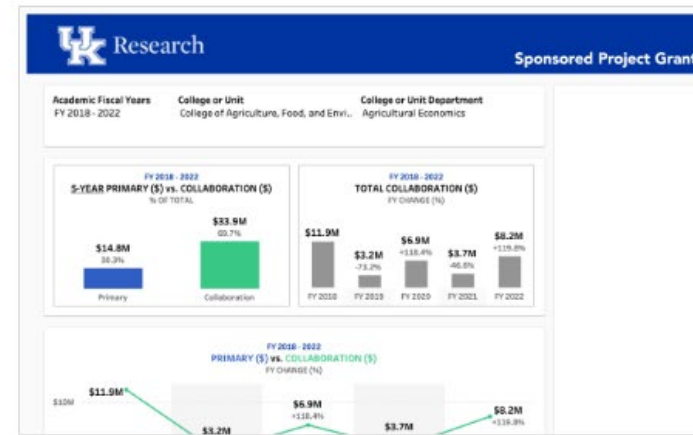 UK Research
Sponsored Project Grant
Academic Fiscal Years
FY 2018 - 2022
College or Unit
College of Agriculture, Food, and Envi..
College or Unit Department
Agricultural Economics
FY 2018 - 2022
5-YEAR PRIMARY ($) vs. COLLABORATION ($)
% OF TOTAL
$14.8M
30.3%
$33.9M
69.7%
Primary
Collaboration
FY 2018 - 2022
TOTAL COLLABORATION ($)
FY CHANGE (%)
$11.9M
$3.2M
-73.2%
$6.9M
+118.4%
$3.7M
-46.6%
$8.2M
+119.8%
FY 2018
FY 2019
FY 2020
FY 2021
FY 2022
FY 2018 - 2022
PRIMARY ($) vs. COLLABORATION ($)
FY CHANGE (%)
$10M
$11.9M
$3.2M
$6.9M
+118.4%
$3.7M
$8.2M
+119.8%